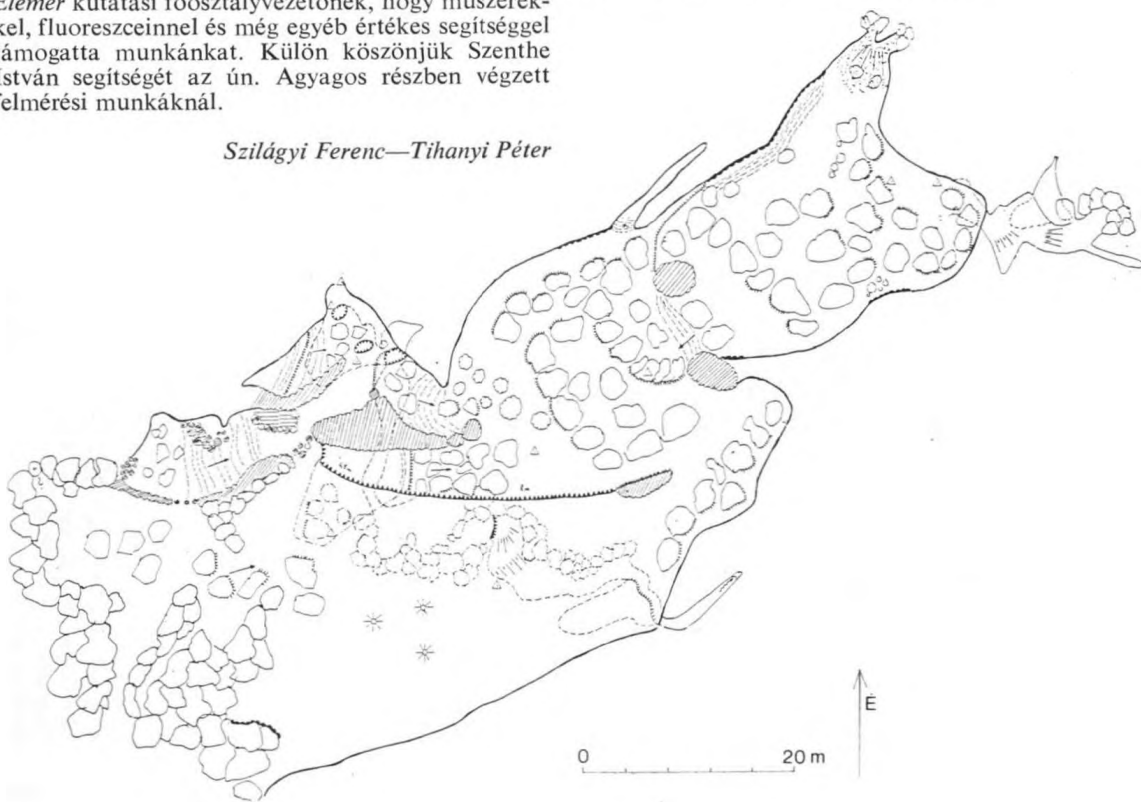 Elemér kutatási főosztályvezetőnek, hogy műszerek-
kel, fluoreszceinnel és még egyéb értékes segítséggel
támogatta munkánkat. Külön köszönjük Szenthe
István segítségét az ún. Agyagos részben végzett
felmérési munkáknál.
Szilágyi Ferenc—Tihanyi Péter
É
0 20 m